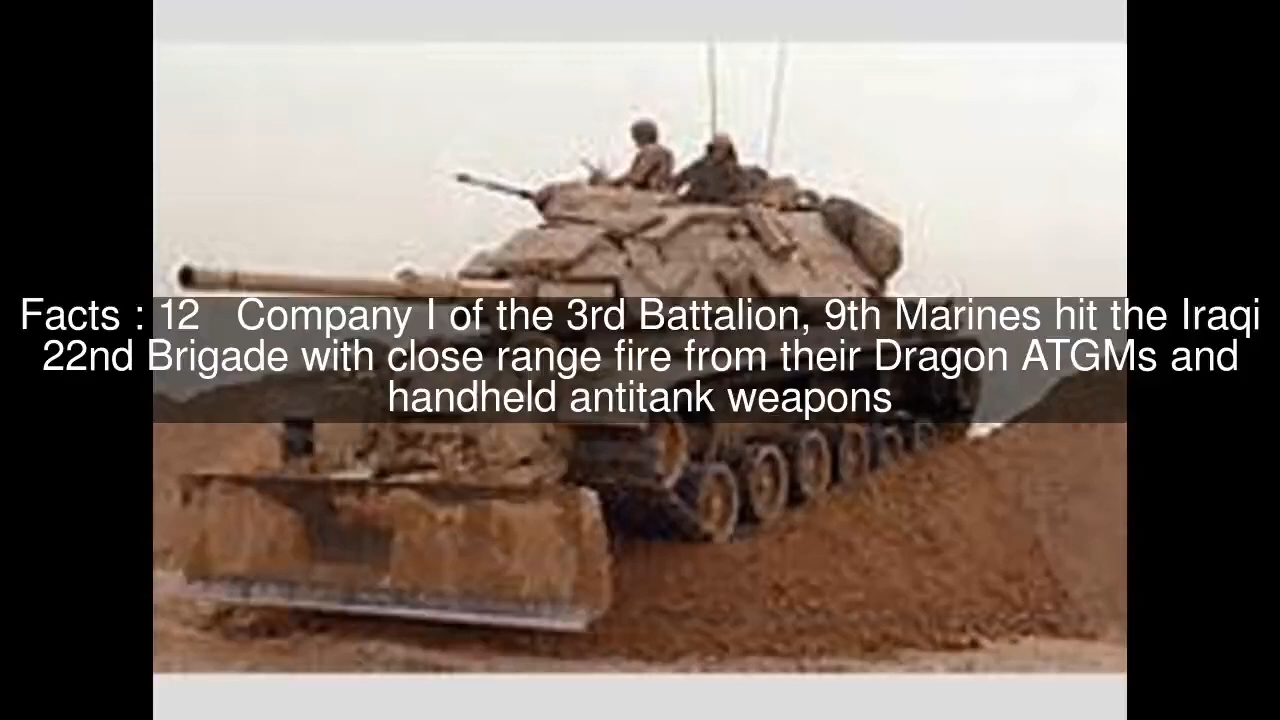 Facts : 12   Company I of the 3rd Battalion, 9th Marines hit the Iraqi
22nd Brigade with close range fire from their Dragon ATGMs and
handheld antitank weapons